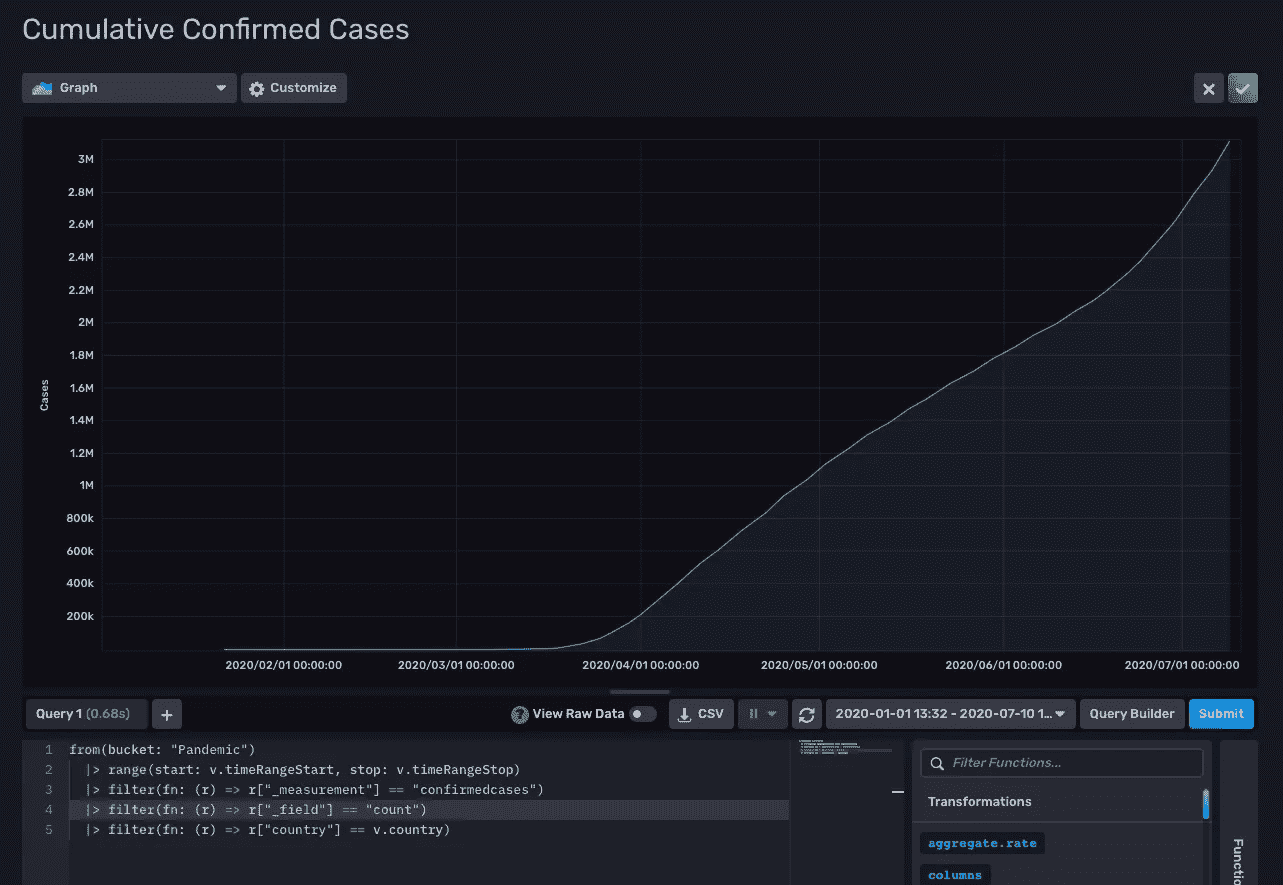 Cumulative Confirmed Cases
Graph
Customize
3M
2.8M
2.6M
2.4M
2.2M
2M
1.8M
1.6M
1.4M
1.2M
1M
800k
600k
400k
200k
Cases
2020/02/01 00:00:00
2020/03/01 00:00:00
2020/04/01 00:00:00
2020/05/01 00:00:00
2020/06/01 00:00:00
2020/07/01 00:00:00
Query 1 (0.68s)
View Raw Data
CSV
2020-01-01 13:32 - 2020-07-10 1...
Query Builder
Submit
1 from(bucket: "Pandemic")
2 |> range(start: v.timeRangeStart, stop: v.timeRangeStop)
3 |> filter(fn: (r) => r["_measurement"] == "confirmedcases")
4 |> filter(fn: (r) => r["_field"] == "count")
5 |> filter(fn: (r) => r["country"] == v.country)
Filter Functions...
Transformations
aggregate.rate
columns
Functio